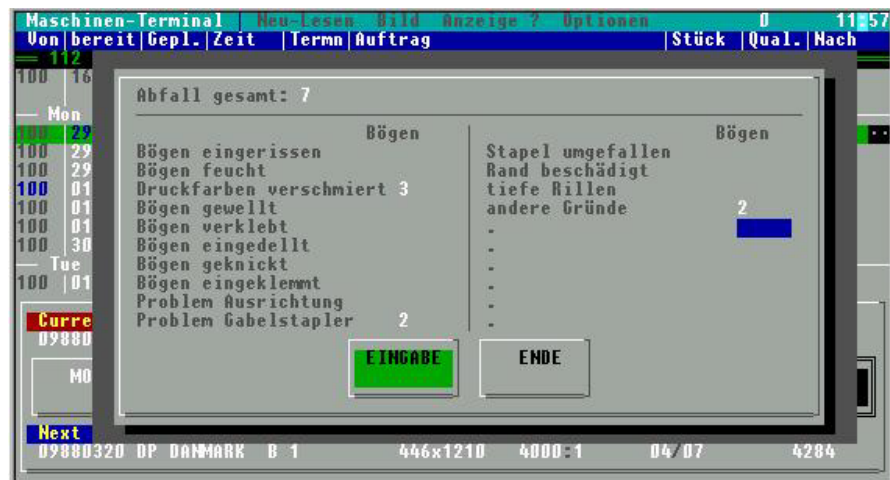 Maschinen-Terminal | Neu-Lesen Bild Anzeige ? Optionen 0 11:57
Von|bereit|Gepl.|Zeit |Termn|Auftrag |Stück |Qual.|Nach
112
100 16
Mon
100 29
100 29
100 29
100 01
100 01
100 01
100 30
Tue
100 01
Abfall gesamt: 7
Bögen
Bögen eingerissen
Bögen feucht
Druckfarben verschmiert 3
Bögen gewellt
Bögen verklebt
Bögen eingedellt
Bögen geknickt
Bögen eingeklemmt
Problem Ausrichtung
Problem Gabelstapler 2
Bögen
Stapel umgefallen
Rand beschädigt
tiefe Rillen
andere Gründe 2
.
.
.
.
.
.
EINGABE ENDE
Curre
09880
MO
Next
09880320 DP DANMARK B 1 446x1210 4000:1 04/07 4284